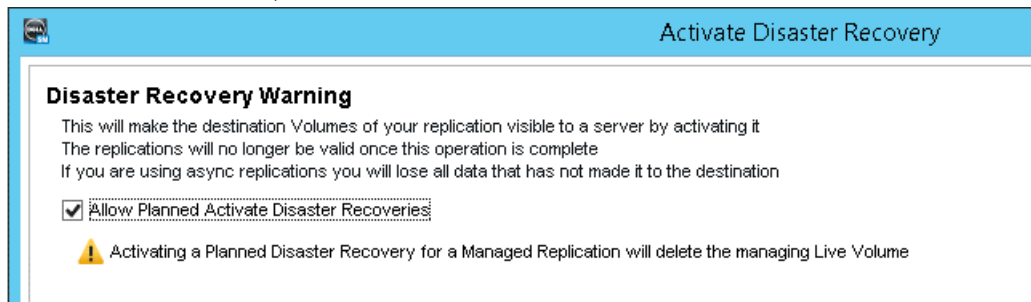 Activate Disaster Recovery
Disaster Recovery Warning
This will make the destination Volumes of your replication visible to a server by activating it
The replications will no longer be valid once this operation is complete
If you are using async replications you will lose all data that has not made it to the destination
Allow Planned Activate Disaster Recoveries
Activating a Planned Disaster Recovery for a Managed Replication will delete the managing Live Volume